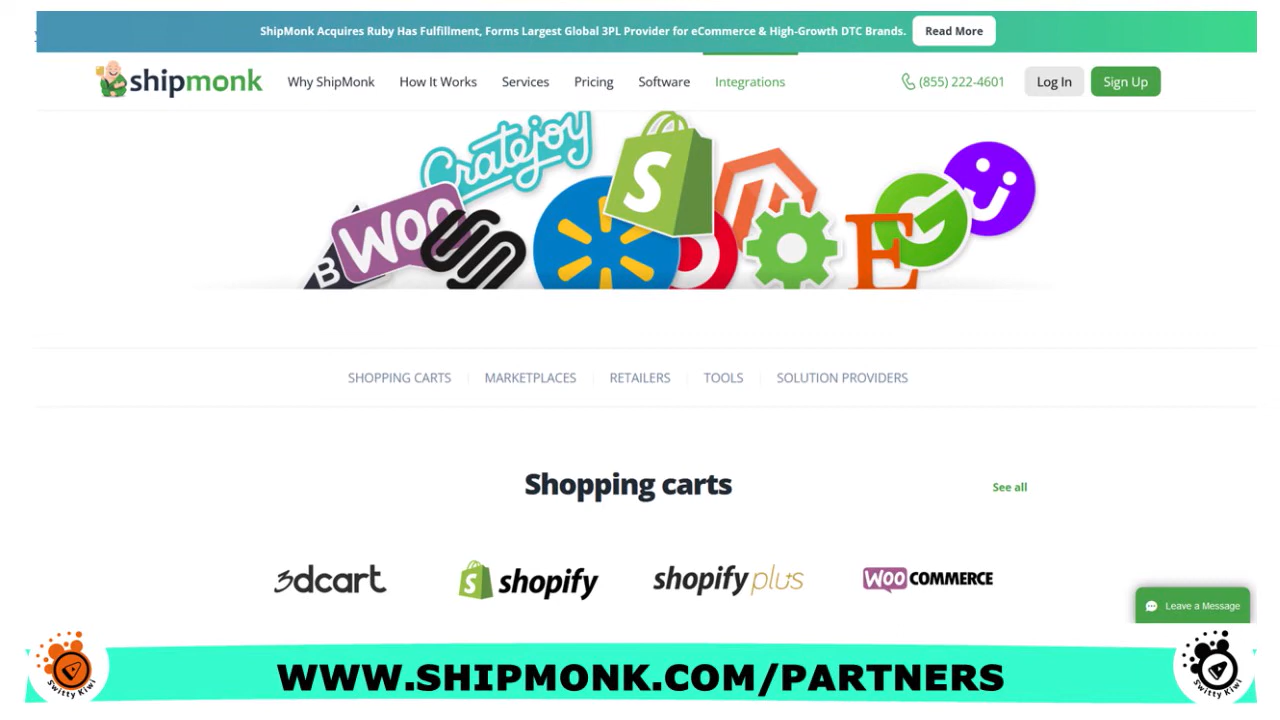 ShipMonk Acquires Ruby Has Fulfillment, Forms Largest Global 3PL Provider for eCommerce & High-Growth DTC Brands. Read More
shipmonk Why ShipMonk How It Works Services Pricing Software Integrations (855) 222-4601 Log In Sign Up
Cratejoy
WOO
B
S
E
G
SHOPPING CARTS MARKETPLACES RETAILERS TOOLS SOLUTION PROVIDERS
Shopping carts See all
3dcart shopify shopify plus WOO COMMERCE
Leave a Message
WWW.SHIPMONK.COM/PARTNERS
Switty Kiwi
Switty Kiwi